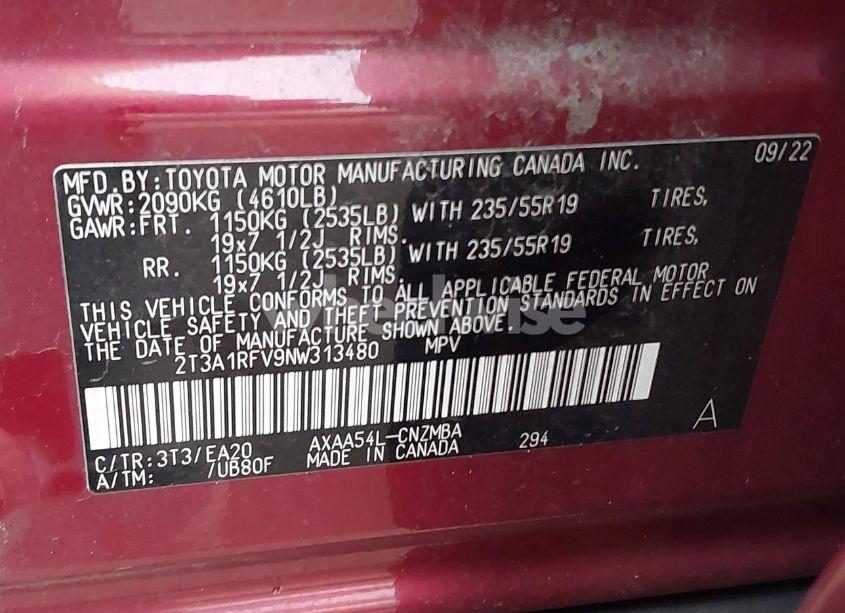 MFD. BY: TOYOTA MOTOR MANUFACTURING CANADA INC. 09/22
GVWR: 2090KG (4610LB)
GAWR: FRT. 1150KG (2535LB) WITH 235/55R19 TIRES,
19x7 1/2J RIMS.
RR. 1150KG (2535LB) WITH 235/55R19 TIRES,
19x7 1/2J RIMS.
THIS VEHICLE CONFORMS TO ALL APPLICABLE FEDERAL MOTOR
VEHICLE SAFETY AND THEFT PREVENTION STANDARDS IN EFFECT ON
THE DATE OF MANUFACTURE SHOWN ABOVE.
2T3A1RFV9NW313480 MPV
A
C/TR: 3T3/EA20 AXAA54L-CNZMBA 294
A/TM: /UB80F MADE IN CANADA